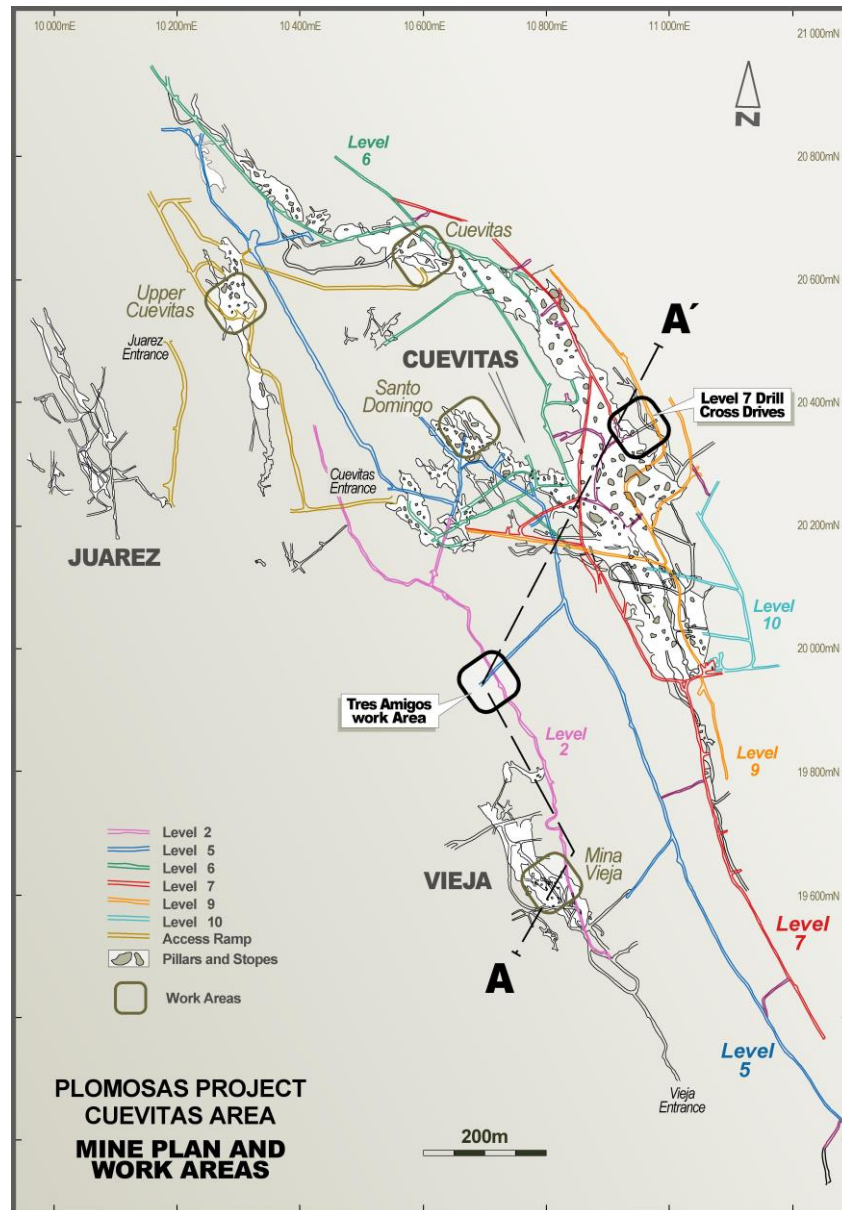 10 000mE
10 200mE
10 400mE
10 600mE
10 800mE
11 000mE
21 000mN
N
Level
6
20 800mN
Cuevitas
Upper
Cuevitas
20 600mN
A´
Juarez
Entrance
CUEVITAS
Santo
Domingo
Level 7 Drill
Cross Drives
20 400mN
Cuevitas
Entrance
JUAREZ
20 200mN
Level
10
20 000mN
Tres Amigos
work Area
Level
2
Level
9
19 800mN
Level 2
Level 5
Level 6
Level 7
Level 9
Level 10
Access Ramp
Pillars and Stopes
Work Areas
VIEJA
Mina
Vieja
19 600mN
A
Level
7
Level
5
Vieja
Entrance
PLOMOSAS PROJECT
CUEVITAS AREA
MINE PLAN AND
WORK AREAS
200m